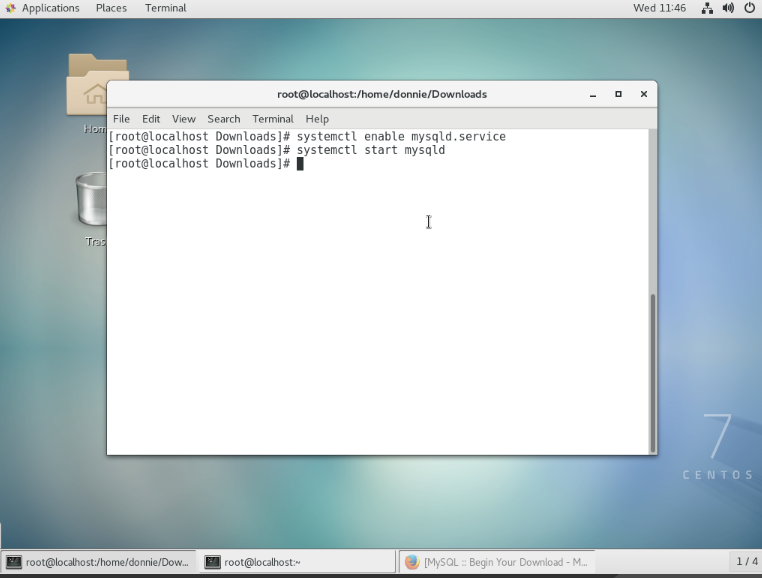 Applications Places Terminal Wed 11:46
Home
root@localhost:/home/donnie/Downloads
File Edit View Search Terminal Help
[root@localhost Downloads]# systemctl enable mysqld.service
[root@localhost Downloads]# systemctl start mysqld
[root@localhost Downloads]#
Tras
7
CENTOS
root@localhost:/home/donnie/Dow...
root@localhost:~
[MySQL :: Begin Your Download - M...
1 / 4